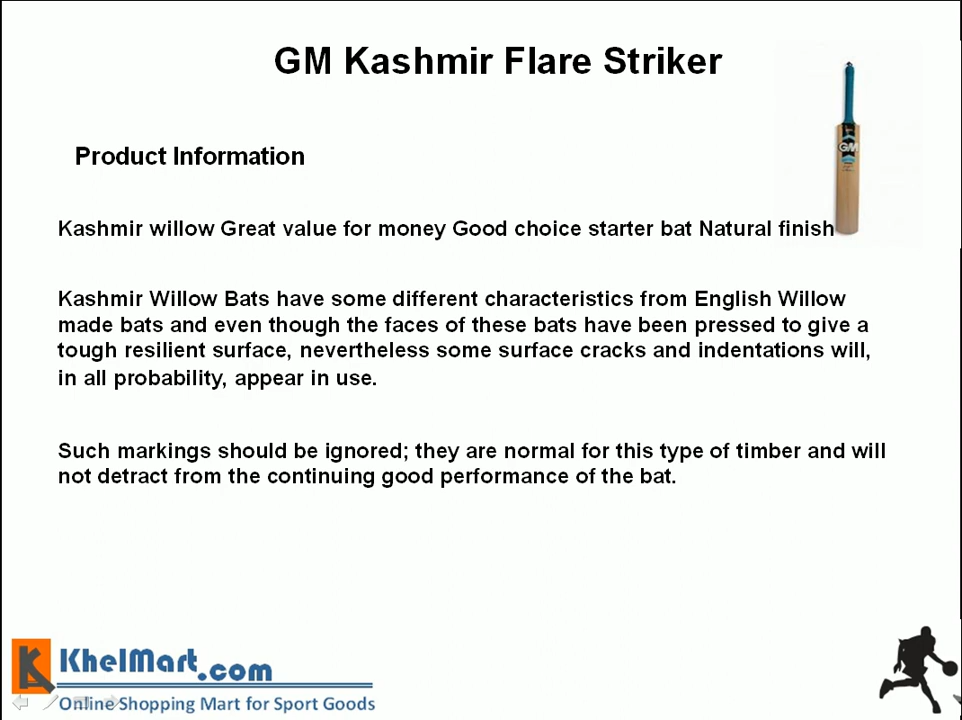 GM Kashmir Flare Striker
GM
Product Information
Kashmir willow Great value for money Good choice starter bat Natural finish
Kashmir Willow Bats have some different characteristics from English Willow
made bats and even though the faces of these bats have been pressed to give a
tough resilient surface, nevertheless some surface cracks and indentations will,
in all probability, appear in use.
Such markings should be ignored; they are normal for this type of timber and will
not detract from the continuing good performance of the bat.
K KhelMart.com
Online Shopping Mart for Sport Goods